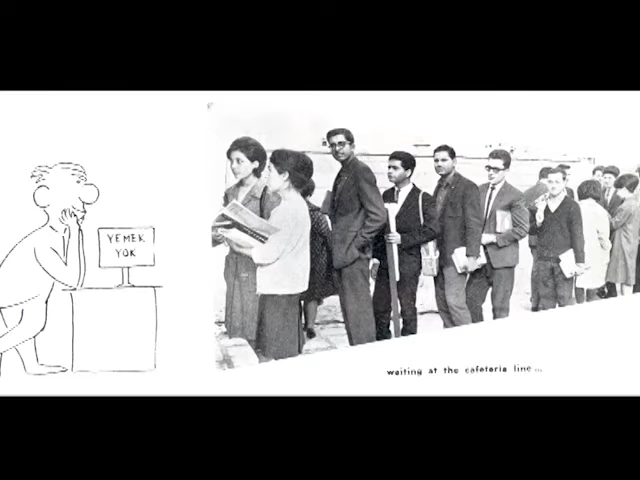 YEMEK
YOK
waiting at the cafeteria line...